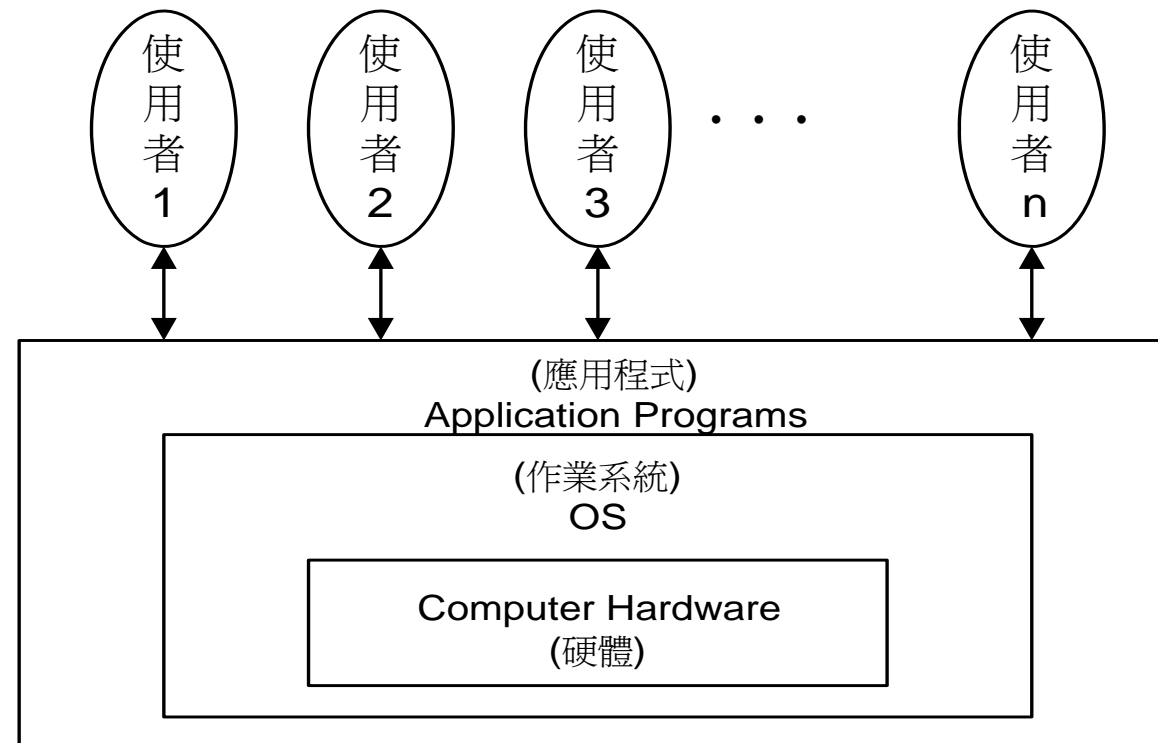 使用者1
使用者2
使用者3
. . .
使用者n
(應用程式)
Application Programs
(作業系統)
OS
Computer Hardware
(硬體)